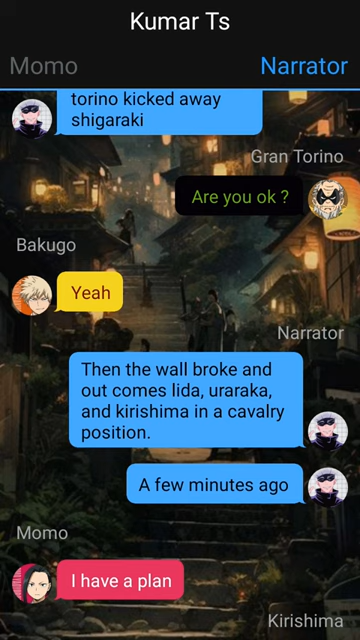 Kumar Ts
Momo
Narrator
torino kicked away
shigaraki
Gran Torino
Are you ok ?
Bakugo
Yeah
Narrator
Then the wall broke and
out comes Iida, uraraka,
and kirishima in a cavalry
position.
A few minutes ago
Momo
I have a plan
Kirishima